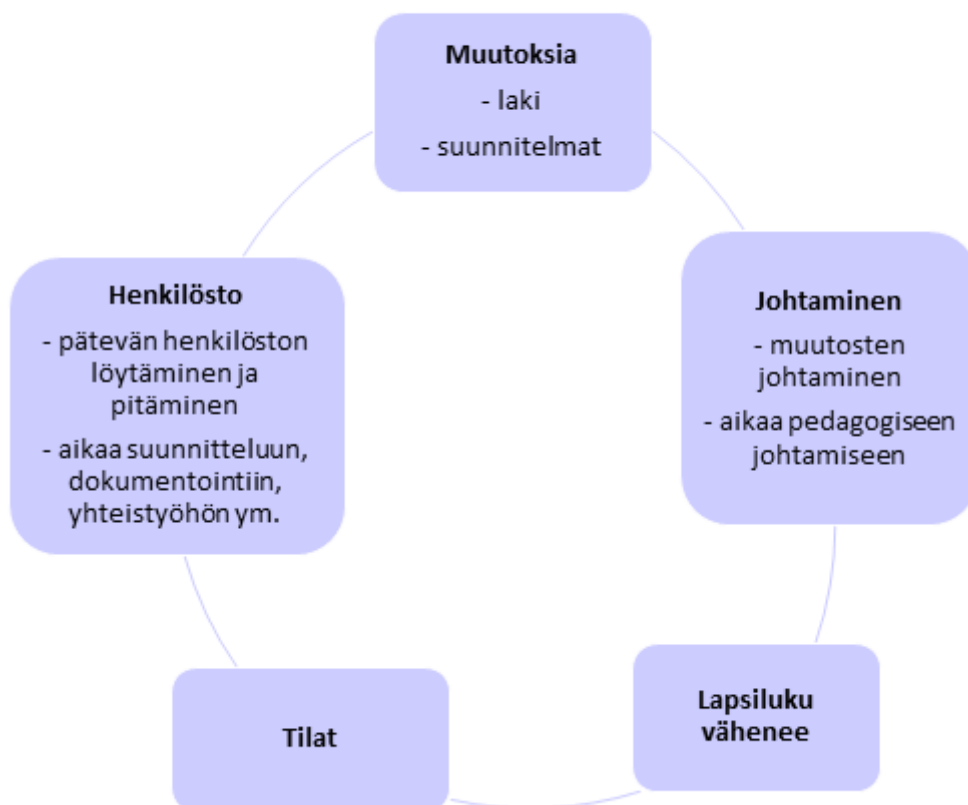 Muutoksia
- laki
- suunnitelmat
Henkilösto
- pätevän henkilöston
löytäminen ja
pitäminen
- aikaa suunnitteluun,
dokumentointiin,
yhteistyöhön ym.
Johtaminen
- muutosten
johtaminen
- aikaa pedagogiseen
johtamiseen
Tilat
Lapsiluku
vähenee